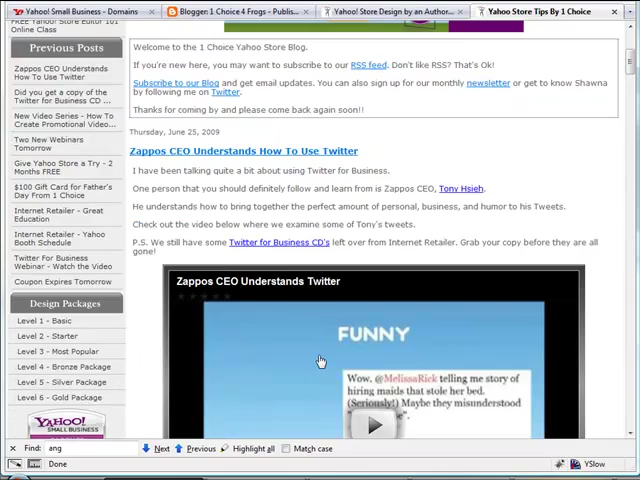 Yahoo! Small Business - Domains
Blogger: 1 Choice 4 Frogs - Publis...
Store Design by an Author...
Yahoo Store Tips By 1 Choice
FREE Yahoo Store Editor 101
Online Class
Previous Posts
Zappos CEO Understands
How To Use Twitter
Did you get a copy of the
Twitter for Business CD ...
New Video Series - How To
Create Promotional Video...
Two New Webinars
Tomorrow
Give Yahoo Store a Try - 2
Months FREE
$100 Gift Card for Father's
Day From 1 Choice
Internet Retailer - Great
Education
Internet Retailer - Yahoo
Booth Schedule
Twitter For Business
Webinar - Watch the Video
Coupon Expires Tomorrow
Design Packages
Level 1 - Basic
Level 2 - Starter
Level 3 - Most Popular
Level 4 - Bronze Package
Level 5 - Silver Package
Level 6 - Gold Package
YAHOO!
SMALL BUSINESS
Welcome to the 1 Choice Yahoo Store Blog.
If you're new here, you may want to subscribe to our RSS feed. Don't like RSS? That's Ok!
Subscribe to our Blog and get email updates. You can also sign up for our monthly newsletter or get to know Shawna
by following me on Twitter.
Thanks for coming by and please come back again soon!!
Thursday, June 25, 2009
Zappos CEO Understands How To Use Twitter
I have been talking quite a bit about using Twitter for Business.
One person that you should definitely follow and learn from is Zappos CEO, Tony Hsieh.
He understands how to bring together the perfect amount of personal, business, and humor to his Tweets.
Check out the video below where we examine some of Tony's tweets.
P.S. We still have some Twitter for Business CD's left over from Internet Retailer. Grab your copy before they are all
gone!
Zappos CEO Understands Twitter
FUNNY
Wow. @MelissaRick telling me story of
hiring maids that stole her bed.
(Seriously!) Maybe they misunderstood
Find: ang
Next
Previous
Highlight all
Match case
Done
YSlow